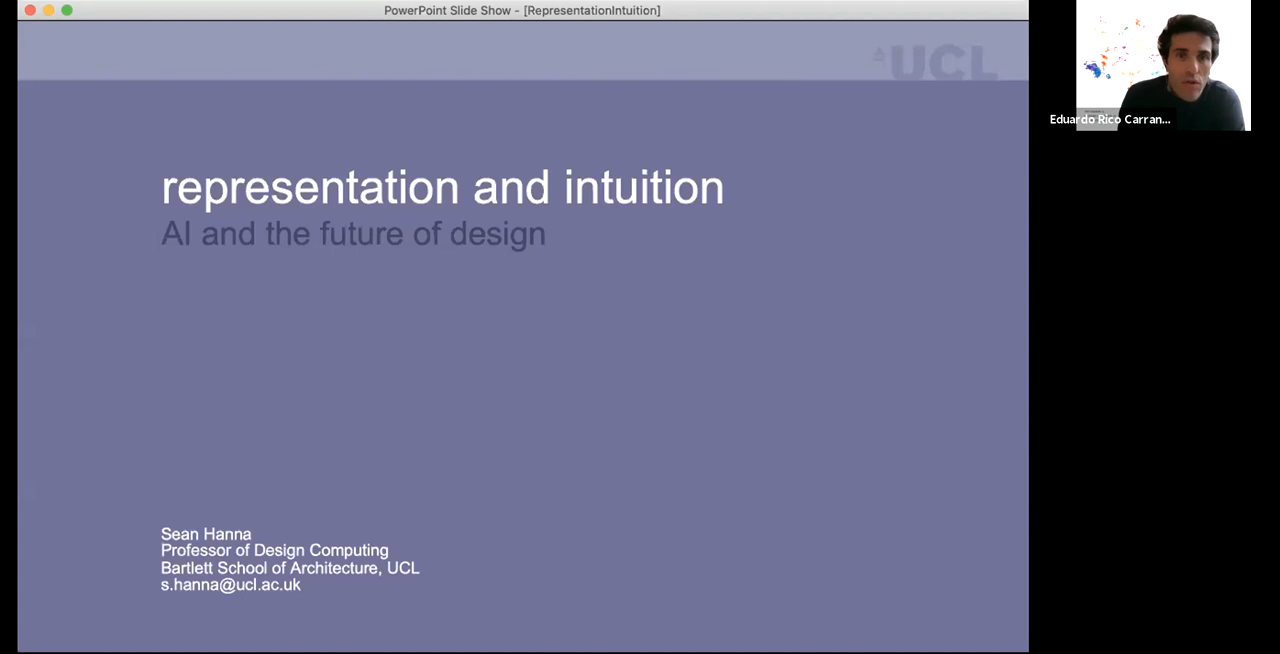 PowerPoint Slide Show - [RepresentationIntuition]
UCL
representation and intuition
AI and the future of design
Sean Hanna
Professor of Design Computing
Bartlett School of Architecture, UCL
s.hanna@ucl.ac.uk
Eduardo Rico Carran...